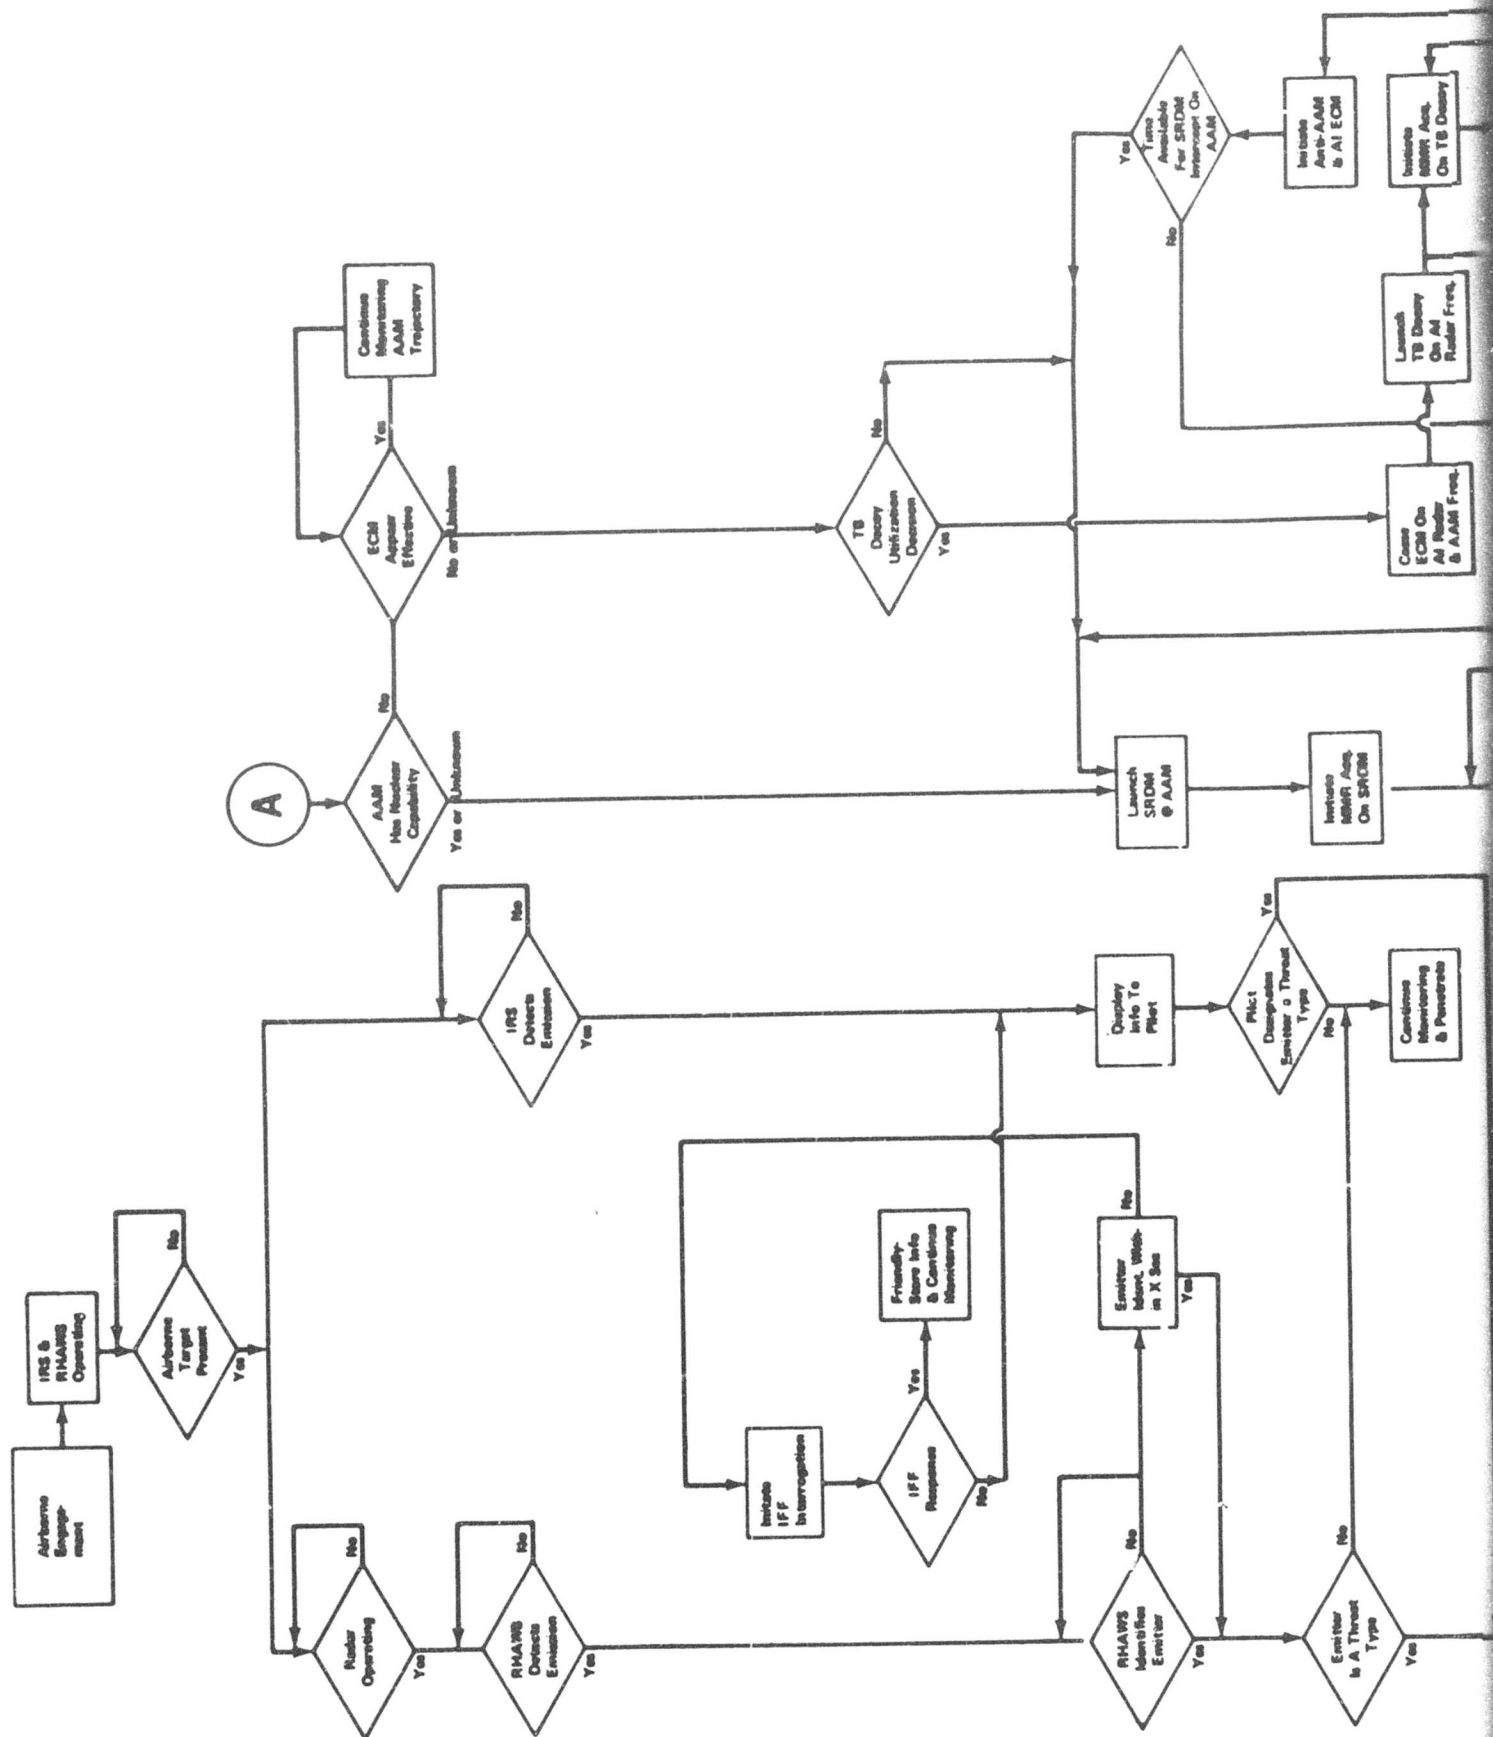 Airborne
Engage-
ment
IRS &
RHAWS
Operating
Airborne
Target
Present
No
Yes
Radar
Operating
No
Yes
RHAWS
Detects
Emission
No
Yes
IRS
Detects
Emission
No
Yes
Initiate
IFF
Interrogation
IFF
Response
Yes
No
Friendly-
Store Info
& Continue
Monitoring
RHAWS
Identifies
Emitter
No
Yes
Emitter
Ident. With-
in X Sec
No
Yes
Emitter
Is A Threat
Type
No
Yes
Display
Info To
Pilot
Pilot
Designates
Emitter a Threat
Type
Yes
No
Continue
Monitoring
& Penetrate
A
AAM
Has Nuclear
Capability
No
Yes or Unknown
ECM
Appear
Effective
Yes
No or Unknown
Continue
Monitoring
AAM
Trajectory
TB
Decoy
Utilization
Decision
No
Yes
Launch
SRDM
@ AAM
Initiate
MMR Acq.
On SRDM
Time
Available
For SRDM
Intercept On
AAM
Yes
No
Initiate
Anti-AAM
& AI ECM
Cease
ECM On
AI Radar
& AAM Freq.
Launch
TB Decoy
On AI
Radar Freq.
Initiate
MMR Acq.
On TB Decoy